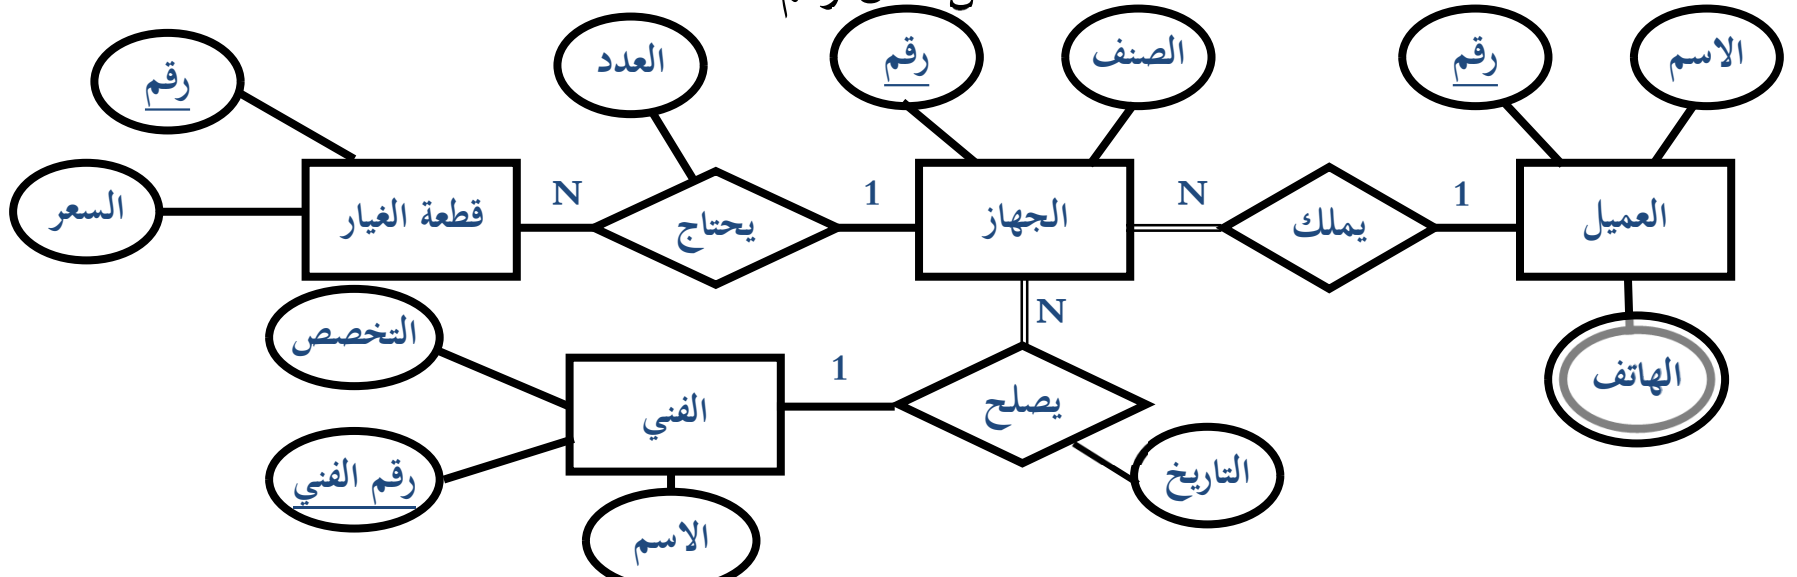 الاسم
رقم
الصنف
رقم
العدد
رقم
العميل
1
يملك
N
الجهاز
1
يحتاج
N
قطعة الغيار
السعر
الهاتف
N
يصلح
1
الفني
التخصص
رقم الفني
الاسم
التاريخ